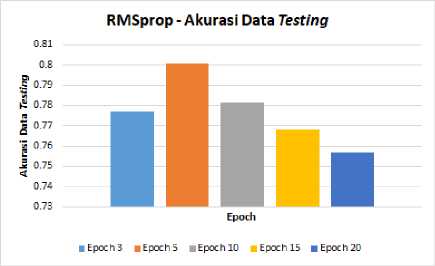 RMSprop - Akurasi Data Testing
0.81
0.8
0.79
0.78
0.77
0.76
0.75
0.74
0.73
Akurasi Data Testing
Epoch
Epoch 3 Epoch 5 Epoch 10 Epoch 15 Epoch 20